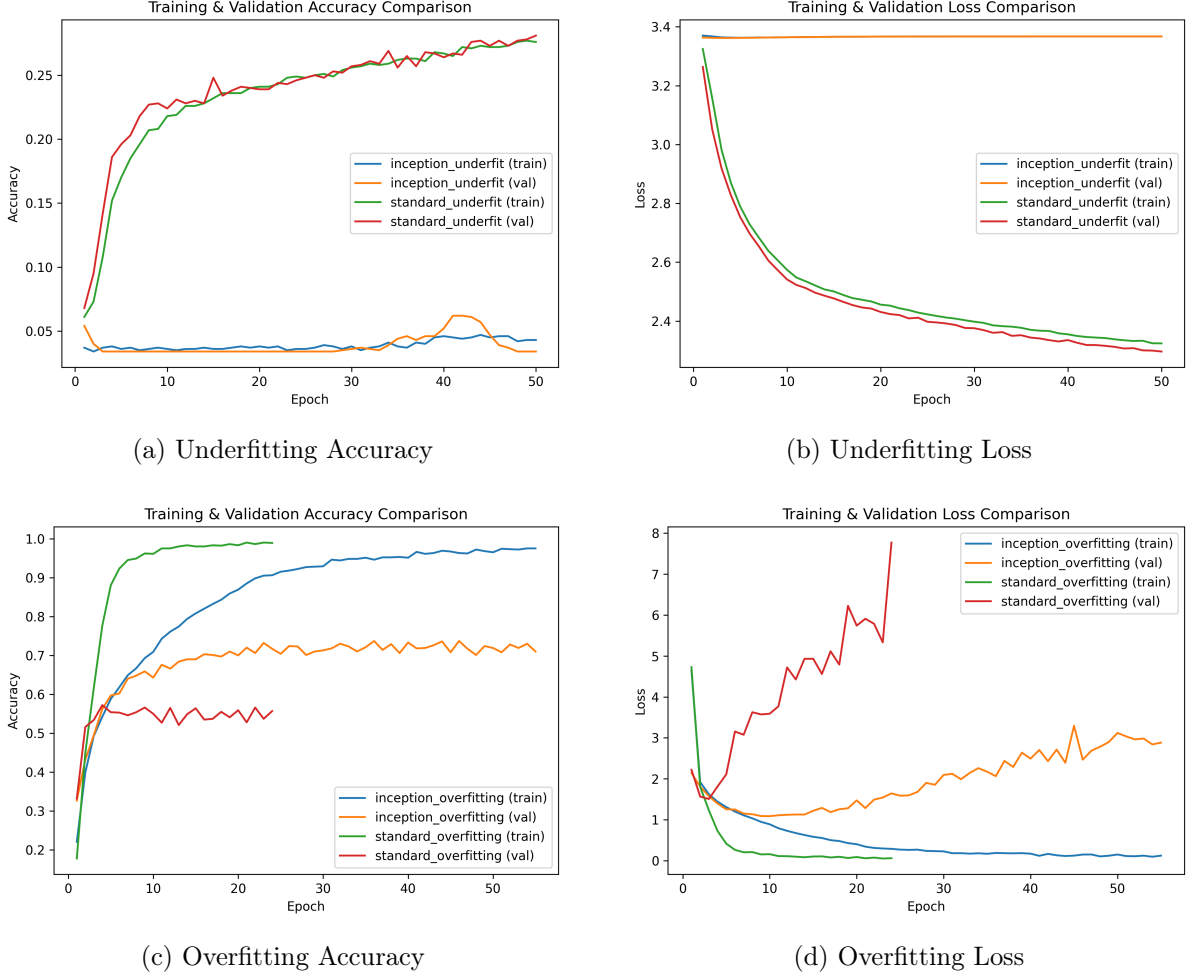 Training & Validation Accuracy Comparison
Accuracy
0.25
0.20
0.15
0.10
0.05
inception_underfit (train)
inception_underfit (val)
standard_underfit (train)
standard_underfit (val)
0 10 20 30 40 50
Epoch
(a) Underfitting Accuracy
Training & Validation Loss Comparison
Loss
3.4
3.2
3.0
2.8
2.6
2.4
inception_underfit (train)
inception_underfit (val)
standard_underfit (train)
standard_underfit (val)
0 10 20 30 40 50
Epoch
(b) Underfitting Loss
Training & Validation Accuracy Comparison
Accuracy
1.0
0.9
0.8
0.7
0.6
0.5
0.4
0.3
0.2
inception_overfitting (train)
inception_overfitting (val)
standard_overfitting (train)
standard_overfitting (val)
0 10 20 30 40 50
Epoch
(c) Overfitting Accuracy
Training & Validation Loss Comparison
Loss
8
7
6
5
4
3
2
1
0
inception_overfitting (train)
inception_overfitting (val)
standard_overfitting (train)
standard_overfitting (val)
0 10 20 30 40 50
Epoch
(d) Overfitting Loss